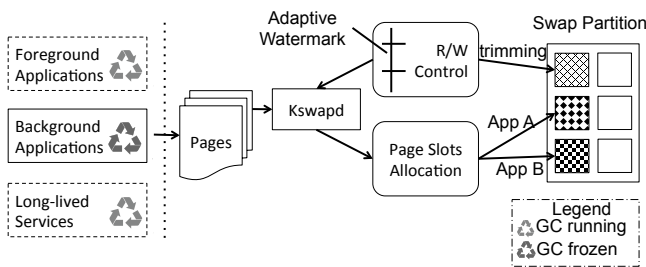 Adaptive
Watermark
Swap Partition
Foreground
Applications
R/W
Control
trimming
Background
Applications
Pages
Kswapd
App A
Page Slots
Allocation
App B
Long-lived
Services
Legend
GC running
GC frozen